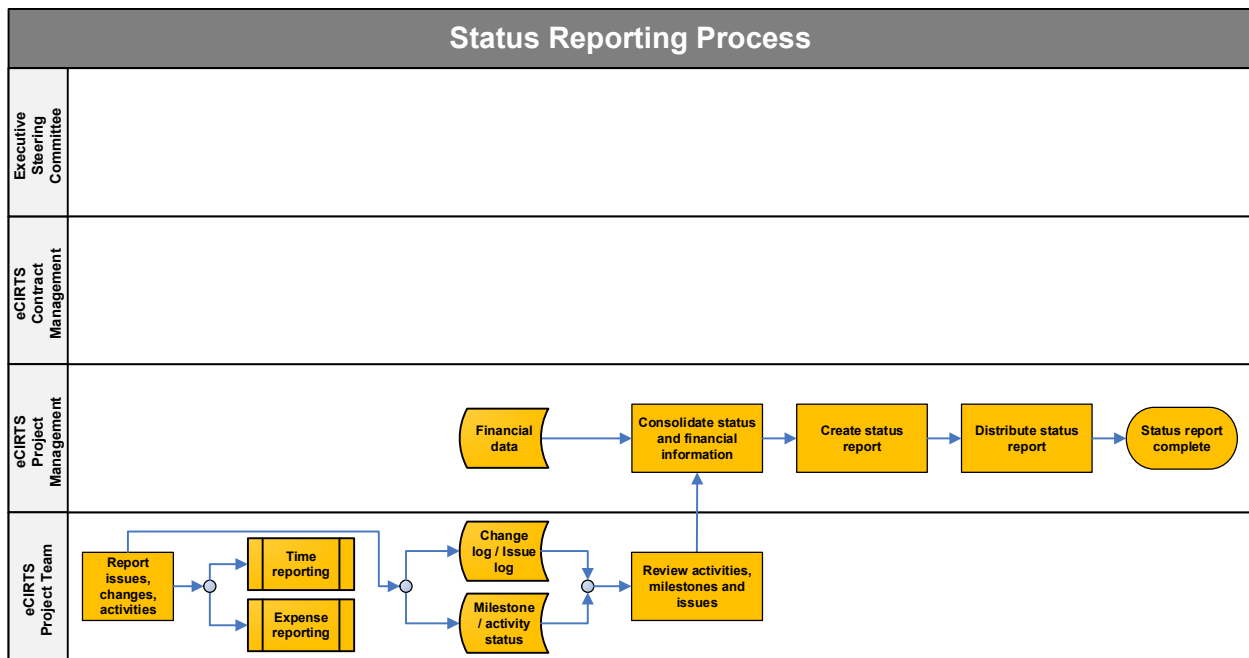 Status Reporting Process
Executive
Steering
Committee
eCIRTS
Contract
Management
eCIRTS
Project
Management
Financial
data
Consolidate status
and financial
information
Create status
report
Distribute status
report
Status report
complete
eCIRTS
Project Team
Report
issues,
changes,
activities
Time
reporting
Expense
reporting
Change
log / Issue
log
Milestone
/ activity
status
Review activities,
milestones and
issues